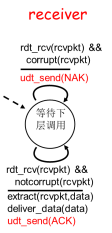 receiver
rdt_rcv(rcvpkt) &&
corrupt(rcvpkt)
udt_send(NAK)
等待下
层调用
rdt_rcv(rcvpkt) &&
notcorrupt(rcvpkt)
extract(rcvpkt,data)
deliver_data(data)
udt_send(ACK)